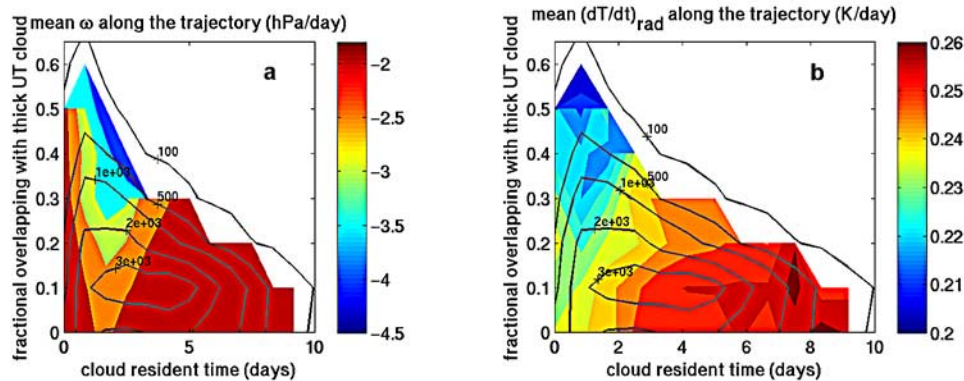 mean ω along the trajectory (hPa/day)
fractional overlapping with thick UT cloud
0.6
0.5
0.4
0.3
0.2
0.1
0
a
100
500
1e+03
2e+03
3e+03
0
5
10
cloud resident time (days)
-2
-2.5
-3
-3.5
-4
-4.5
mean (dT/dt)rad along the trajectory (K/day)
fractional overlapping with thick UT cloud
0.6
0.5
0.4
0.3
0.2
0.1
0
b
100
500
1e+03
2e+03
3e+03
0
2
4
6
8
10
cloud resident time (days)
0.26
0.25
0.24
0.23
0.22
0.21
0.2